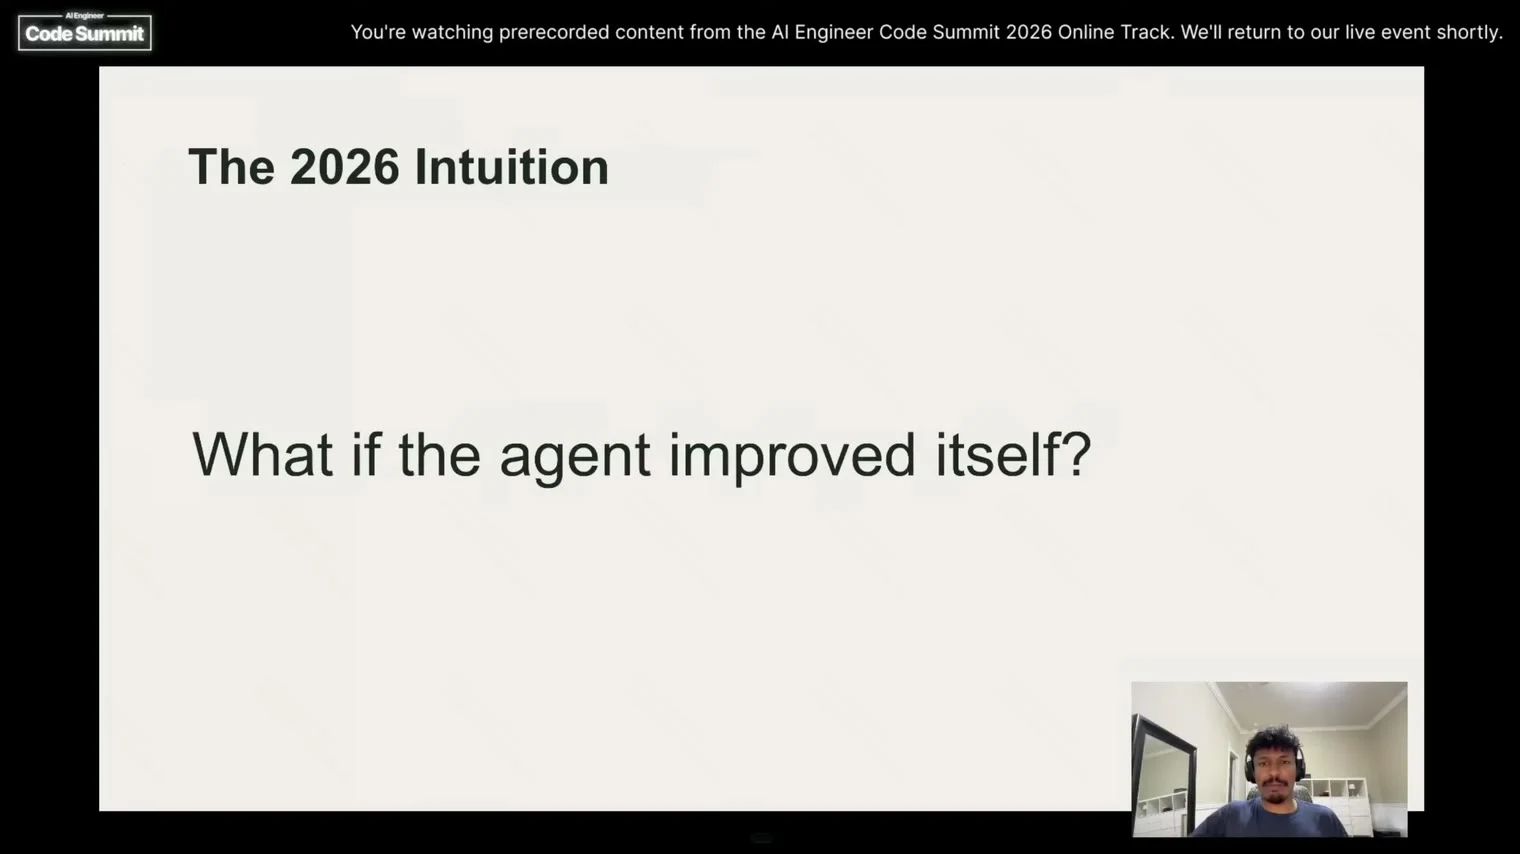 AI Engineer
Code Summit
You're watching prerecorded content from the AI Engineer Code Summit 2026 Online Track. We'll return to our live event shortly.
The 2026 Intuition
What if the agent improved itself?